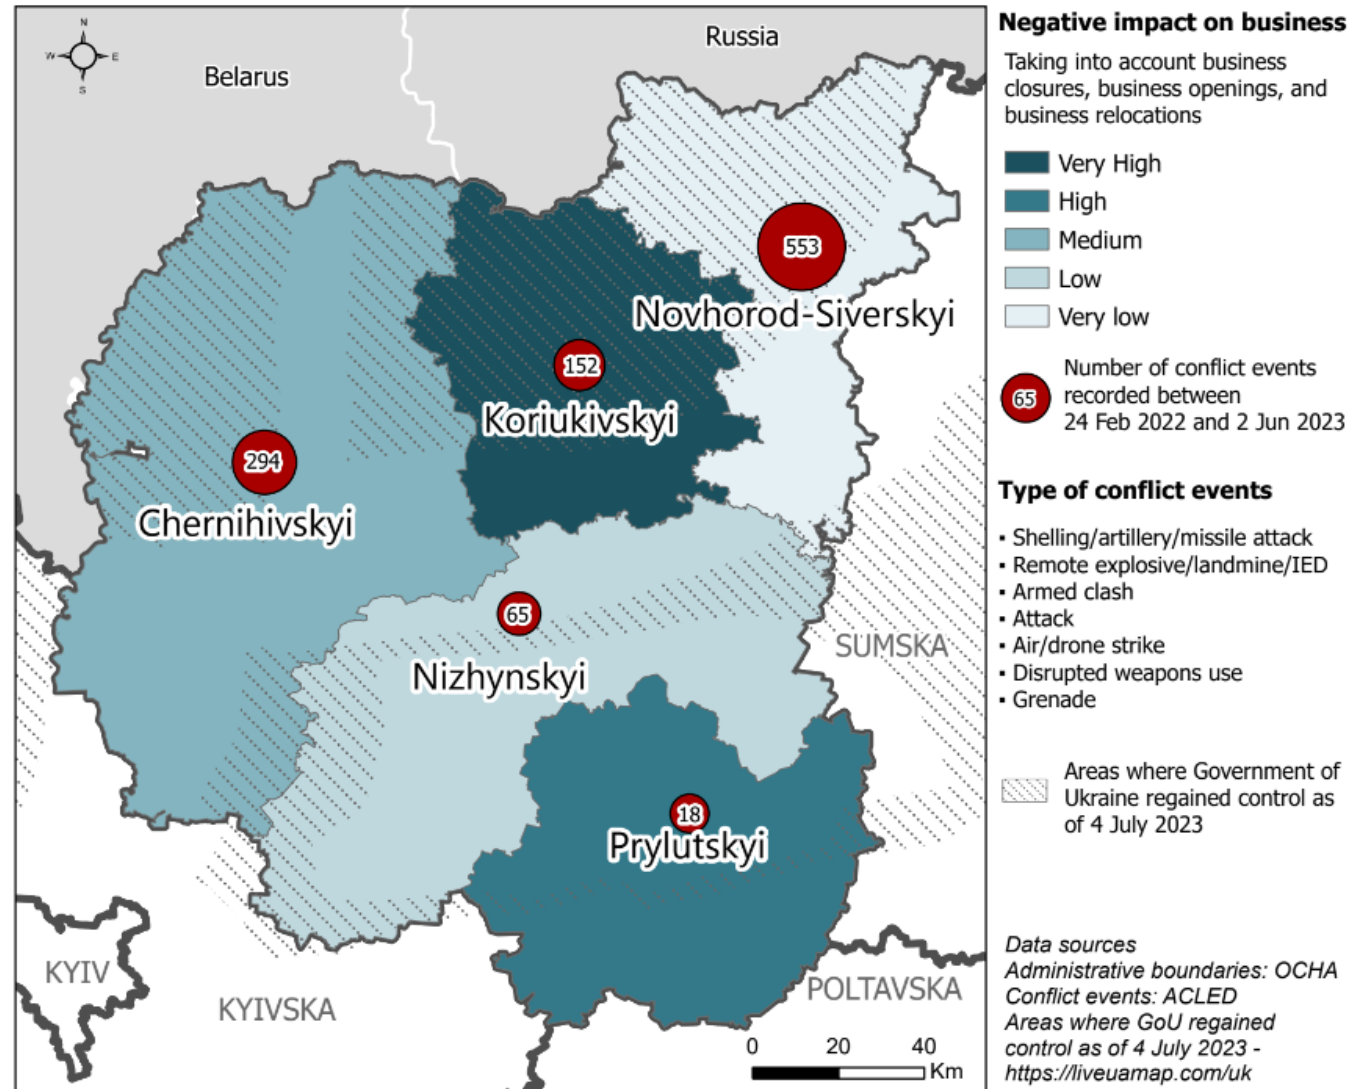 N
W
E
S
Belarus
Russia
553
Novhorod-Siverskyi
152
Koriukivskyi
294
Chernihivskyi
65
Nizhynskyi
SUMSKA
18
Prylutskyi
KYIV
KYIVSKA
POLTAVSKA
0 20 40
Km
Negative impact on business
Taking into account business
closures, business openings, and
business relocations
Very High
High
Medium
Low
Very low
65
Number of conflict events
recorded between
24 Feb 2022 and 2 Jun 2023
Type of conflict events
▪ Shelling/artillery/missile attack
▪ Remote explosive/landmine/IED
▪ Armed clash
▪ Attack
▪ Air/drone strike
▪ Disrupted weapons use
▪ Grenade
Areas where Government of
Ukraine regained control as
of 4 July 2023
Data sources
Administrative boundaries: OCHA
Conflict events: ACLED
Areas where GoU regained
control as of 4 July 2023 -
https://liveuamap.com/uk